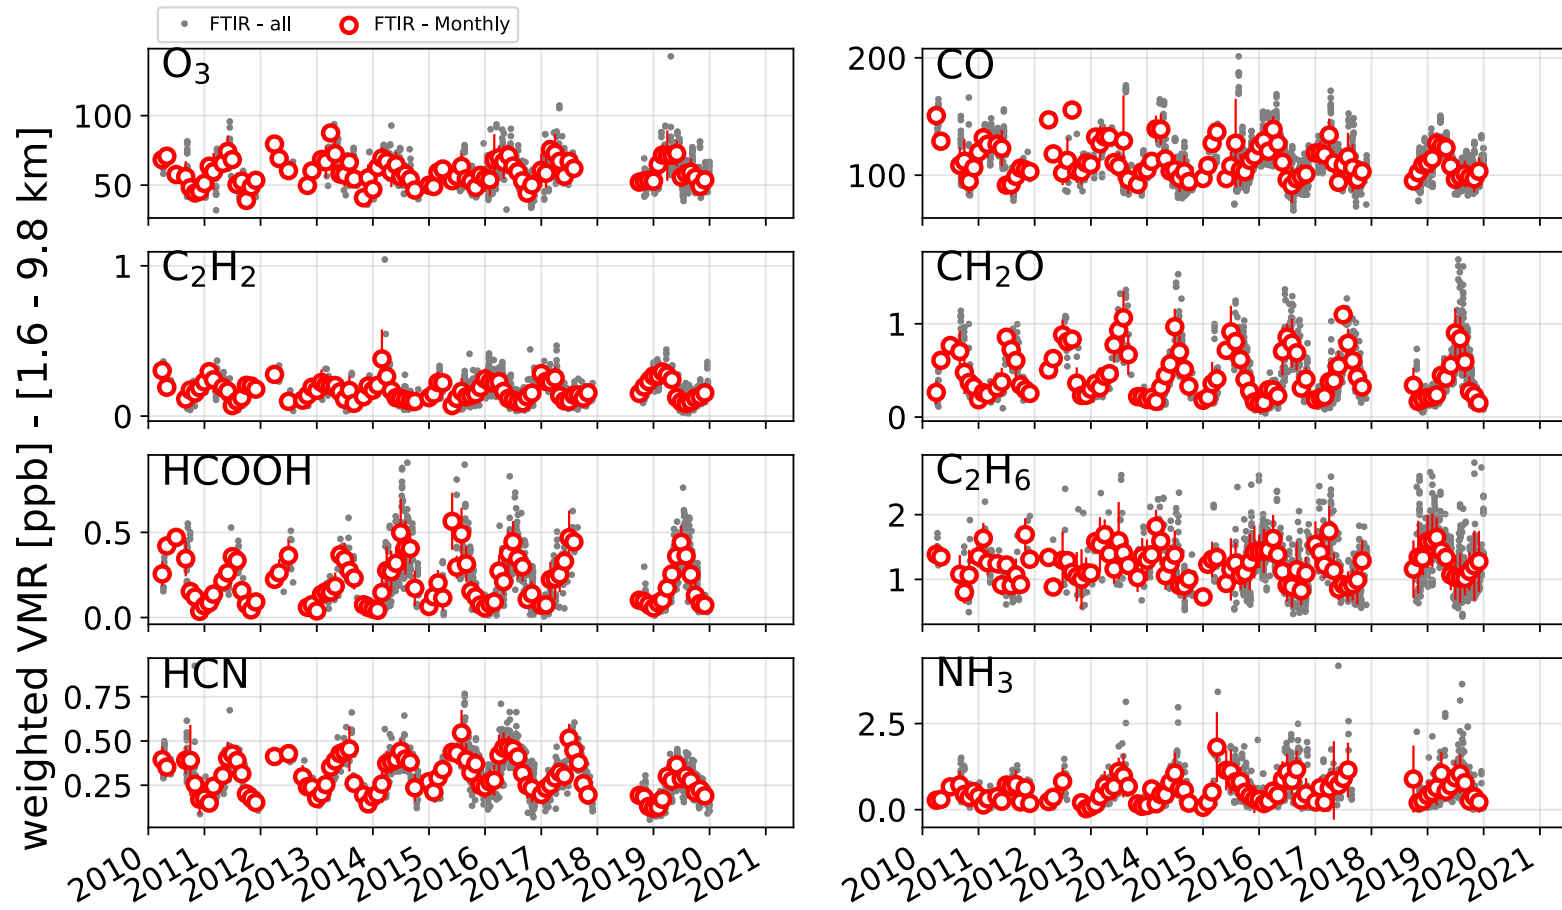 FTIR - all FTIR - Monthly
weighted VMR [ppb] - [1.6 - 9.8 km]
O₃
100
50
CO
200
100
C₂H₂
1
0
CH₂O
1
0
HCOOH
0.5
0.0
C₂H₆
2
1
HCN
0.75
0.50
0.25
NH₃
2.5
0.0
2010 2011 2012 2013 2014 2015 2016 2017 2018 2019 2020 2021
2010 2011 2012 2013 2014 2015 2016 2017 2018 2019 2020 2021